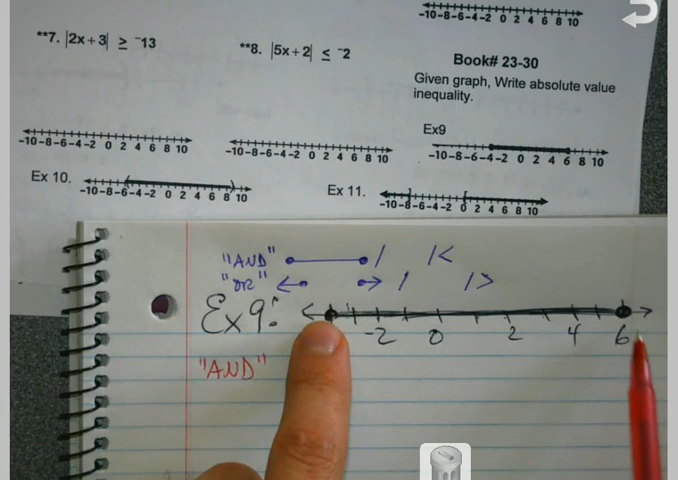 -10-8-6-4-2 0 2 4 6 8 10
**7. |2x+3| ≥ ⁻13
**8. |5x+2| ≤ ⁻2
Book# 23-30
Given graph, Write absolute value
inequality.
Ex9
-10-8-6-4-2 0 2 4 6 8 10
-10-8-6-4-2 0 2 4 6 8 10
-10-8-6-4-2 0 2 4 6 8 10
Ex 10.
-10-8-6-4-2 0 2 4 6 8 10
Ex 11.
-10-8-6-4-2 0 2 4 6 8 10
"AND" | |<
"OR" | |>
Ex9:
-2 0 2 4 6
"AND"